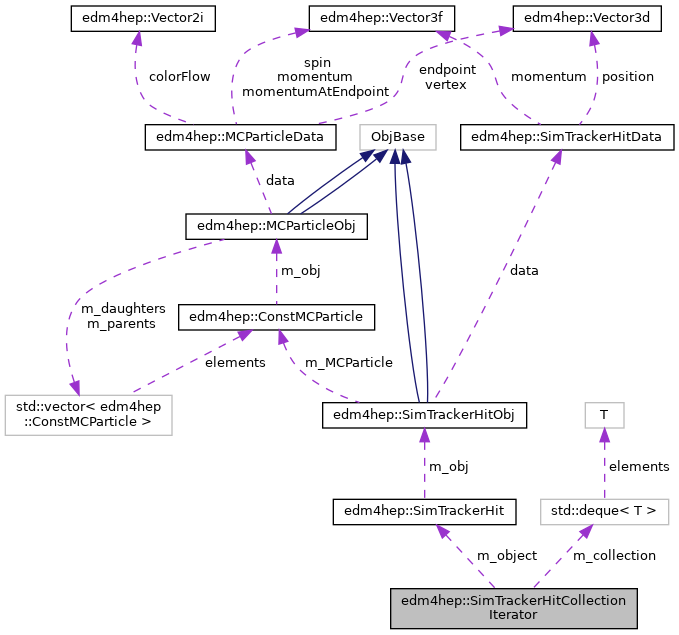 edm4hep::Vector2i
edm4hep::Vector3f
edm4hep::Vector3d
colorFlow
spin
momentum
momentumAtEndpoint
endpoint
vertex
momentum
position
edm4hep::MCParticleData
ObjBase
edm4hep::SimTrackerHitData
data
edm4hep::MCParticleObj
m_obj
data
m_daughters
m_parents
edm4hep::ConstMCParticle
elements
m_MCParticle
std::vector< edm4hep
::ConstMCParticle >
edm4hep::SimTrackerHitObj
T
m_obj
elements
edm4hep::SimTrackerHit
std::deque< T >
m_object
m_collection
edm4hep::SimTrackerHitCollection
Iterator